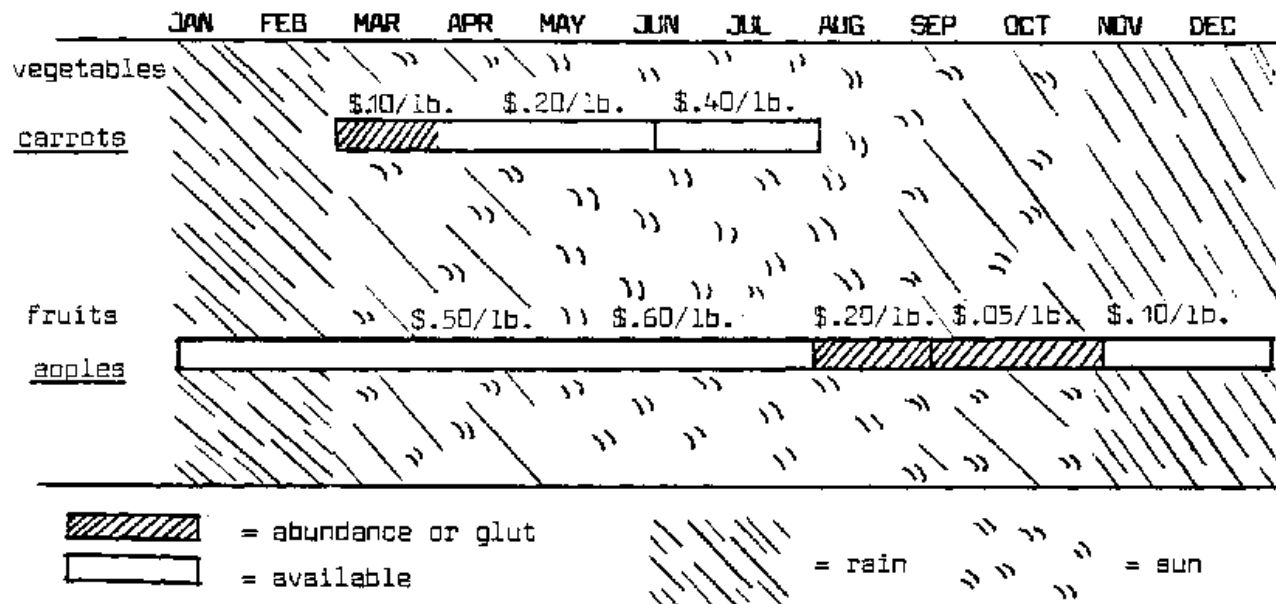 JAN FEB MAR APR MAY JUN JUL AUG SEP OCT NOV DEC
vegetables
$.10/lb. $.20/lb. $.40/lb.
carrots
fruits $.50/lb. $.60/lb. $.20/lb. $.05/lb. $.10/lb.
apples
= abundance or glut
= available
= rain
= sun